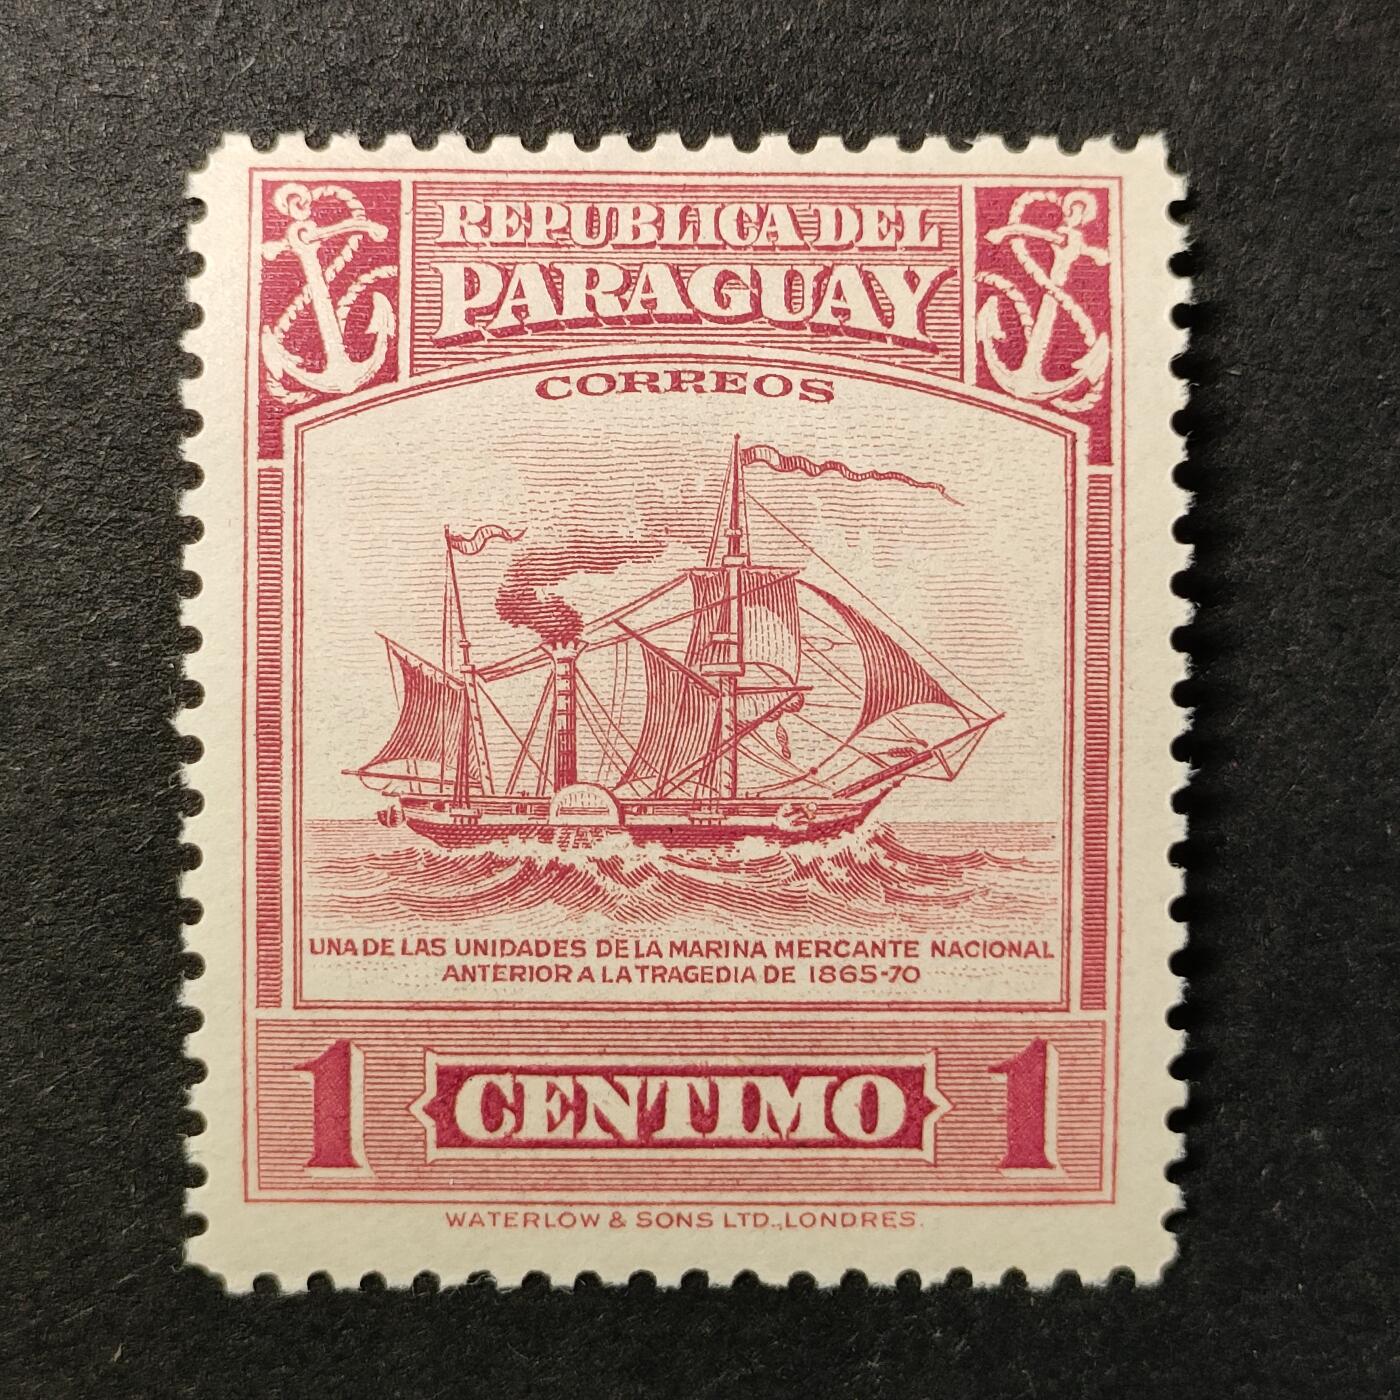 REPUBLICA DEL
PARAGUAY
CORREOS
UNA DE LAS UNIDADES DE LA MARINA MERCANTE NACIONAL
ANTERIOR A LA TRAGEDIA DE 1865-70
1 CENTIMO 1
WATERLOW & SONS LTD., LONDRES.